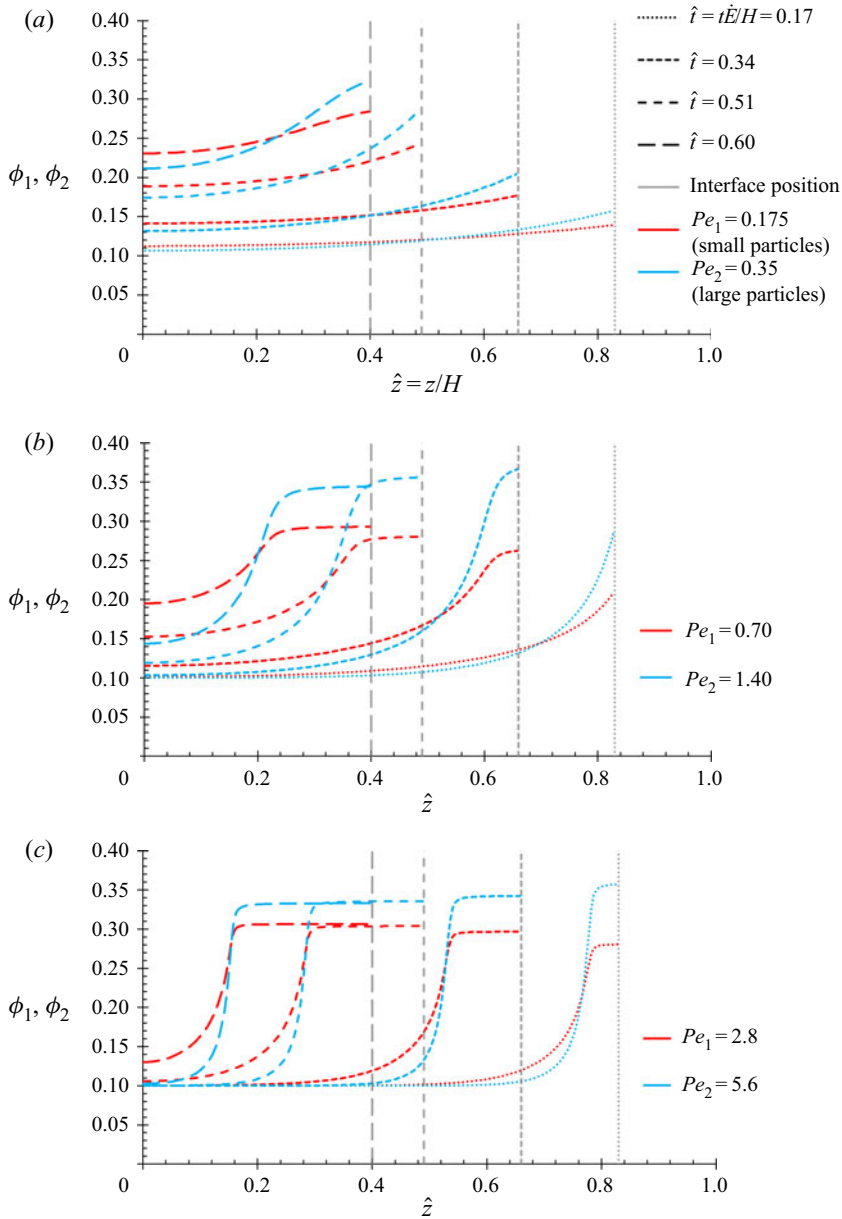 (a)
0.40
0.35
0.30
0.25
ϕ₁, ϕ₂
0.20
0.15
0.10
0.05
0
0.2
0.4
0.6
0.8
1.0
ẑ = z/H
t̂ = tĖ/H = 0.17
t̂ = 0.34
t̂ = 0.51
t̂ = 0.60
Interface position
Pe₁ = 0.175
(small particles)
Pe₂ = 0.35
(large particles)
(b)
0.40
0.35
0.30
0.25
ϕ₁, ϕ₂
0.20
0.15
0.10
0.05
0
0.2
0.4
0.6
0.8
1.0
ẑ
Pe₁ = 0.70
Pe₂ = 1.40
(c)
0.40
0.35
0.30
0.25
ϕ₁, ϕ₂
0.20
0.15
0.10
0.05
0
0.2
0.4
0.6
0.8
1.0
ẑ
Pe₁ = 2.8
Pe₂ = 5.6